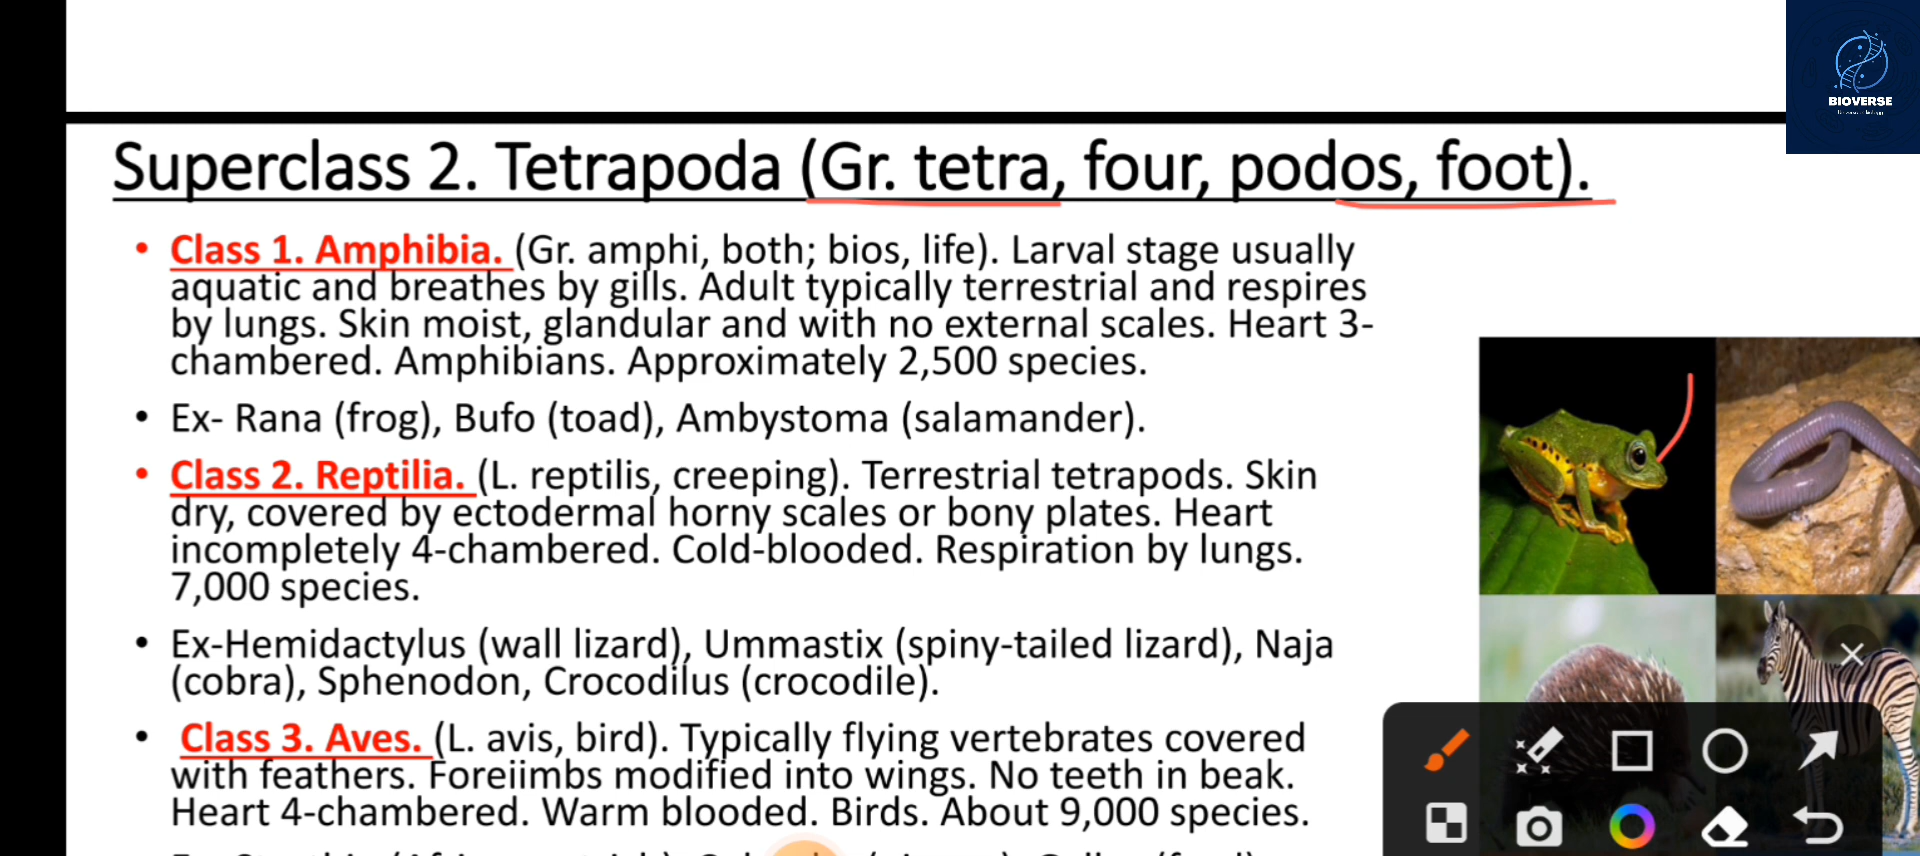 BIOVERSE
Superclass 2. Tetrapoda (Gr. tetra, four, podos, foot).
• Class 1. Amphibia. (Gr. amphi, both; bios, life). Larval stage usually
aquatic and breathes by gills. Adult typically terrestrial and respires
by lungs. Skin moist, glandular and with no external scales. Heart 3-
chambered. Amphibians. Approximately 2,500 species.
• Ex- Rana (frog), Bufo (toad), Ambystoma (salamander).
• Class 2. Reptilia. (L. reptilis, creeping). Terrestrial tetrapods. Skin
dry, covered by ectodermal horny scales or bony plates. Heart
incompletely 4-chambered. Cold-blooded. Respiration by lungs.
7,000 species.
• Ex-Hemidactylus (wall lizard), Ummastix (spiny-tailed lizard), Naja
(cobra), Sphenodon, Crocodilus (crocodile).
• Class 3. Aves. (L. avis, bird). Typically flying vertebrates covered
with feathers. Foreiimbs modified into wings. No teeth in beak.
Heart 4-chambered. Warm blooded. Birds. About 9,000 species.